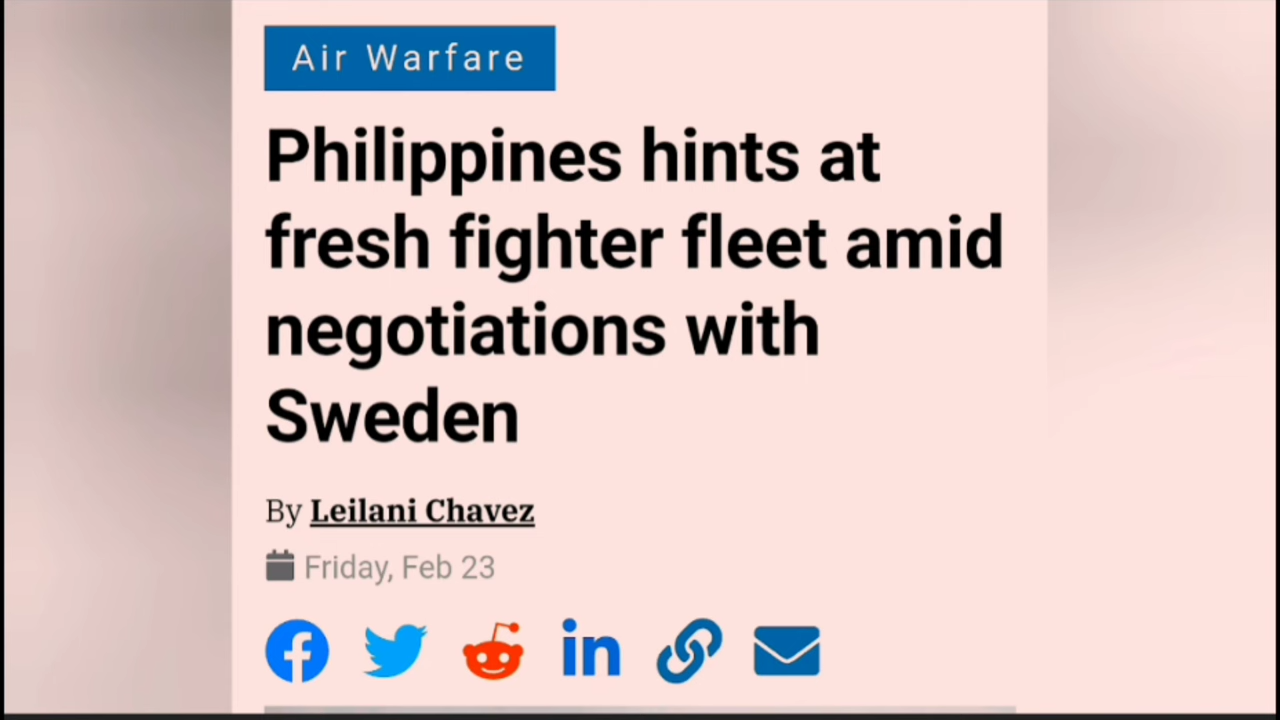 Air Warfare
Philippines hints at
fresh fighter fleet amid
negotiations with
Sweden
By Leilani Chavez
Friday, Feb 23